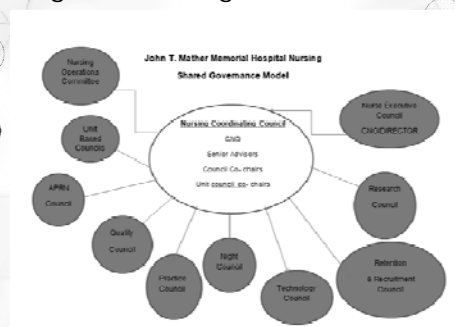 John T. Mather Memorial Hospital Nursing
Shared Governance Model
Nursing
Operations
Committee
Nurse Executive
Council
CNO/DIRECTOR
Nursing Coordinating Council
CNO
Senior Advisors
Council Co- chairs
Unit council_co- chairs
Unit
Based
Councils
APRN
Council
Research
Council
Quality
Council
Night
Council
Practice
Council
Technology
Council
Retention
& Recruitment
Council